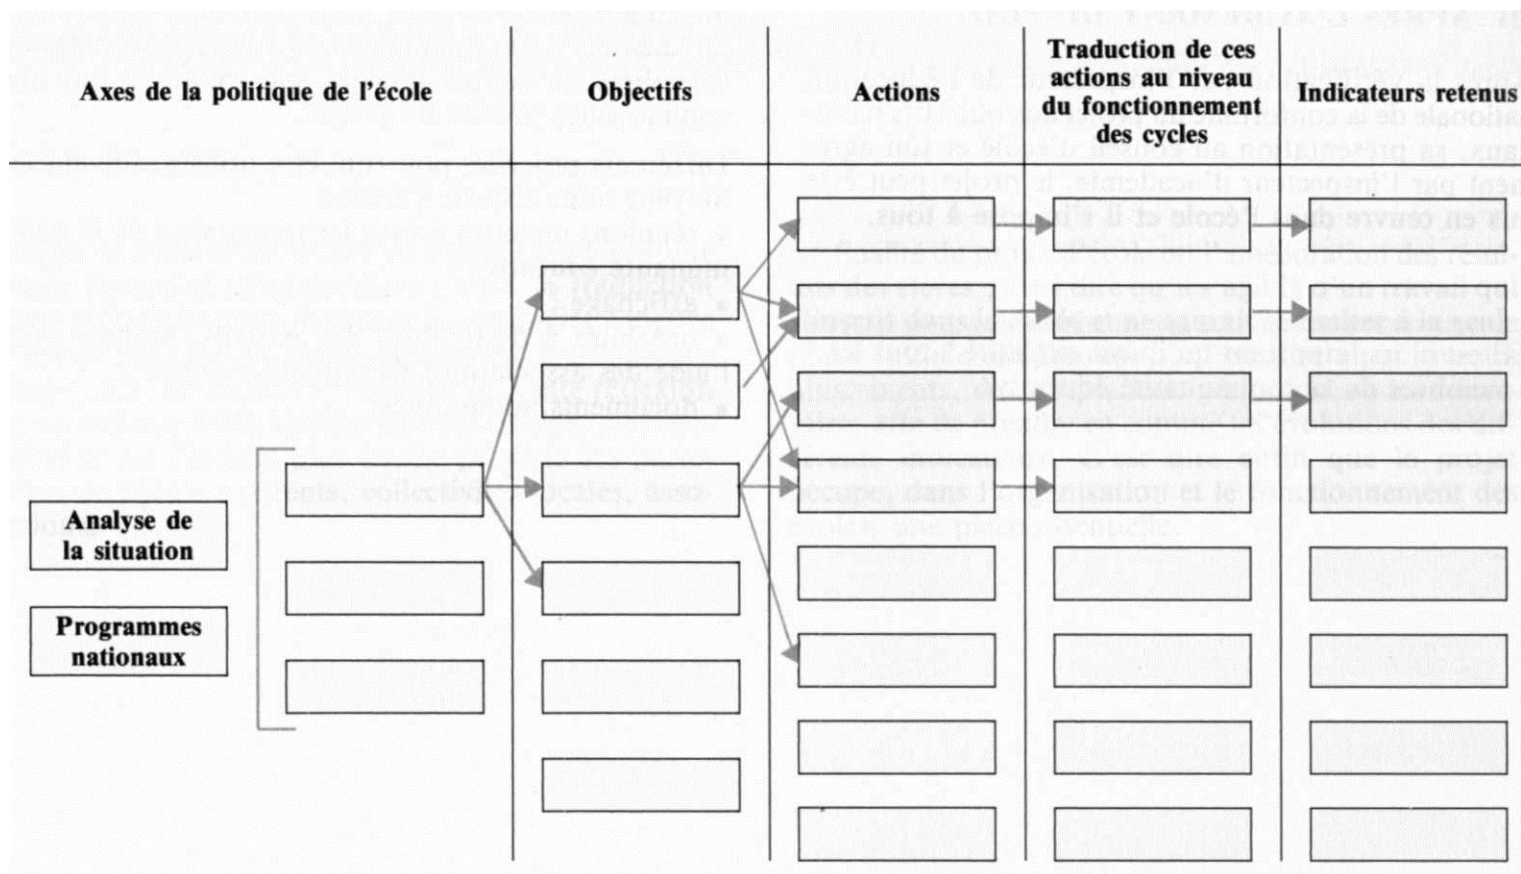 Axes de la politique de l'école
Objectifs
Actions
Traduction de ces
actions au niveau
du fonctionnement
des cycles
Indicateurs retenus
Analyse de
la situation
Programmes
nationaux